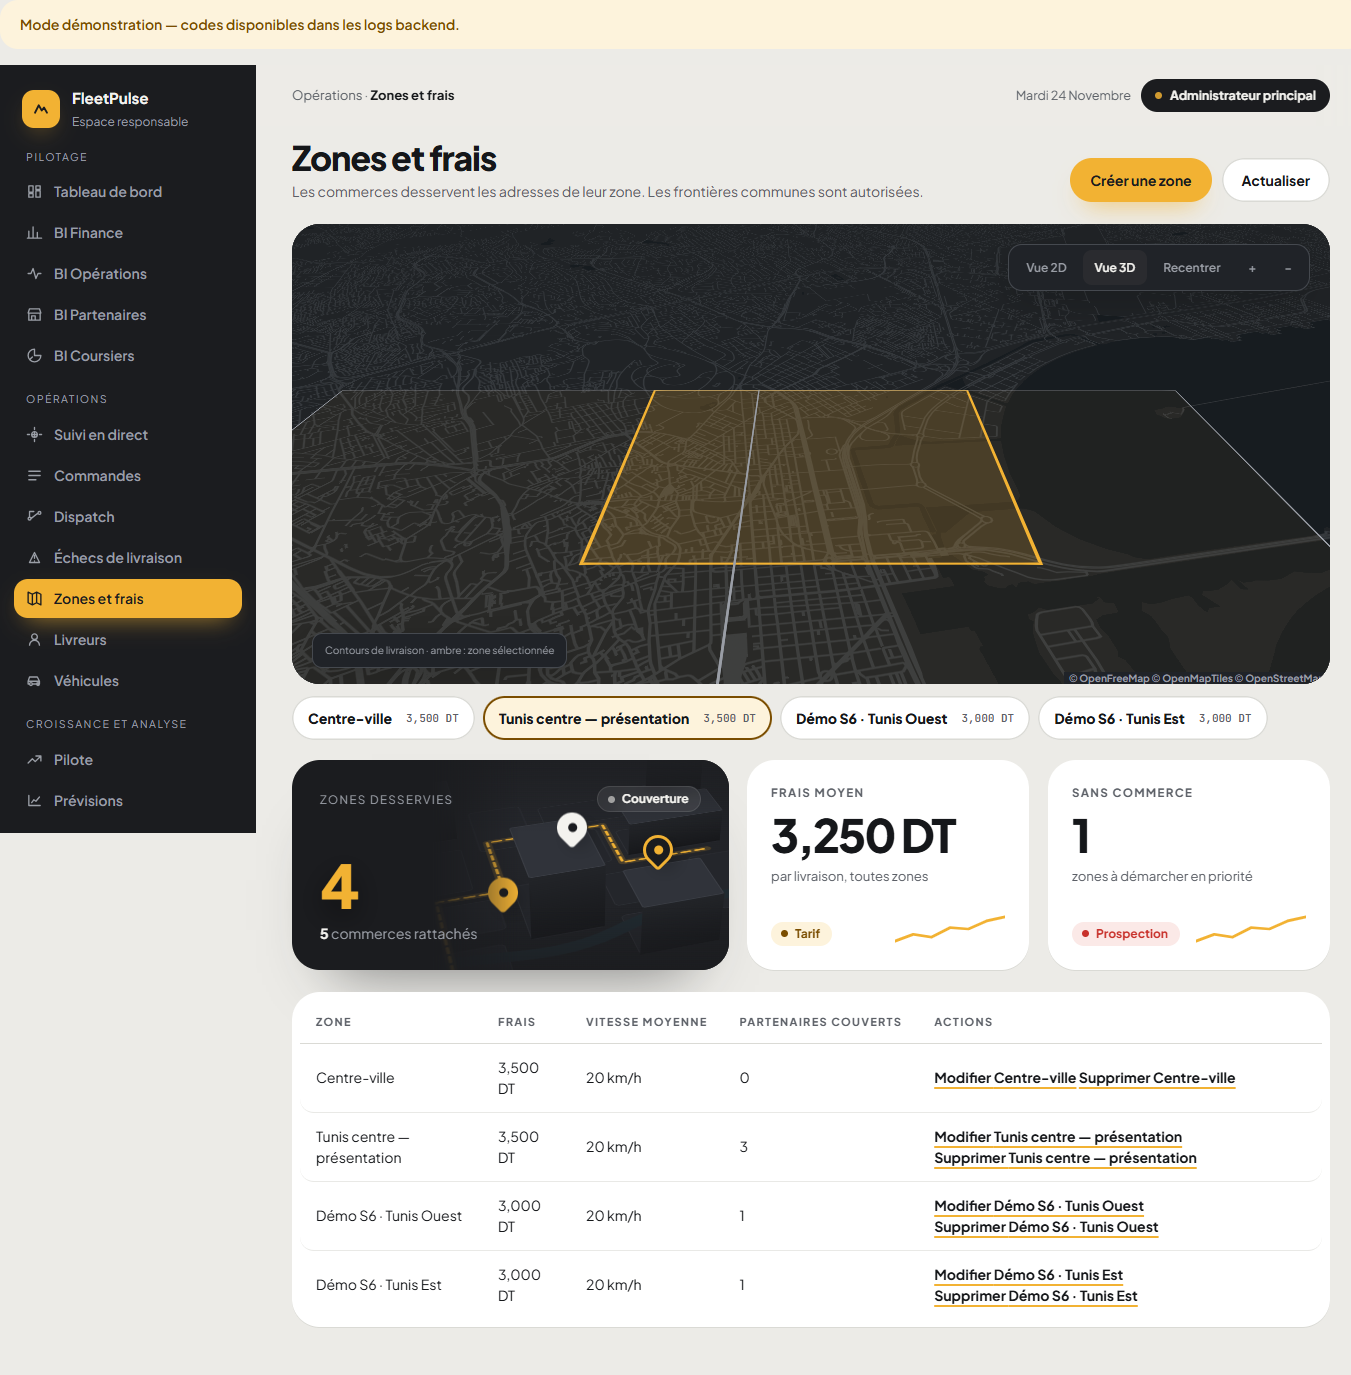 Mode démonstration — codes disponibles dans les logs backend.
FleetPulse
Espace responsable
PILOTAGE
Tableau de bord
BI Finance
BI Opérations
BI Partenaires
BI Coursiers
OPÉRATIONS
Suivi en direct
Commandes
Dispatch
Échecs de livraison
Zones et frais
Livreurs
Véhicules
CROISSANCE ET ANALYSE
Pilote
Prévisions
Opérations · Zones et frais
Mardi 24 Novembre
Administrateur principal
Zones et frais
Les commerces desservent les adresses de leur zone. Les frontières communes sont autorisées.
Créer une zone
Actualiser
Vue 2D Vue 3D Recentrer + −
Contours de livraison · ambre : zone sélectionnée
© OpenFreeMap © OpenMapTiles © OpenStreetMap
Centre-ville 3,500 DT
Tunis centre — présentation 3,500 DT
Démo S6 · Tunis Ouest 3,000 DT
Démo S6 · Tunis Est 3,000 DT
ZONES DESSERVIES
Couverture
4
5 commerces rattachés
FRAIS MOYEN
3,250 DT
par livraison, toutes zones
Tarif
SANS COMMERCE
1
zones à démarcher en priorité
Prospection
ZONE FRAIS VITESSE MOYENNE PARTENAIRES COUVERTS ACTIONS
Centre-ville 3,500 DT 20 km/h 0 Modifier Centre-ville Supprimer Centre-ville
Tunis centre — présentation 3,500 DT 20 km/h 3 Modifier Tunis centre — présentation
Supprimer Tunis centre — présentation
Démo S6 · Tunis Ouest 3,000 DT 20 km/h 1 Modifier Démo S6 · Tunis Ouest
Supprimer Démo S6 · Tunis Ouest
Démo S6 · Tunis Est 3,000 DT 20 km/h 1 Modifier Démo S6 · Tunis Est
Supprimer Démo S6 · Tunis Est